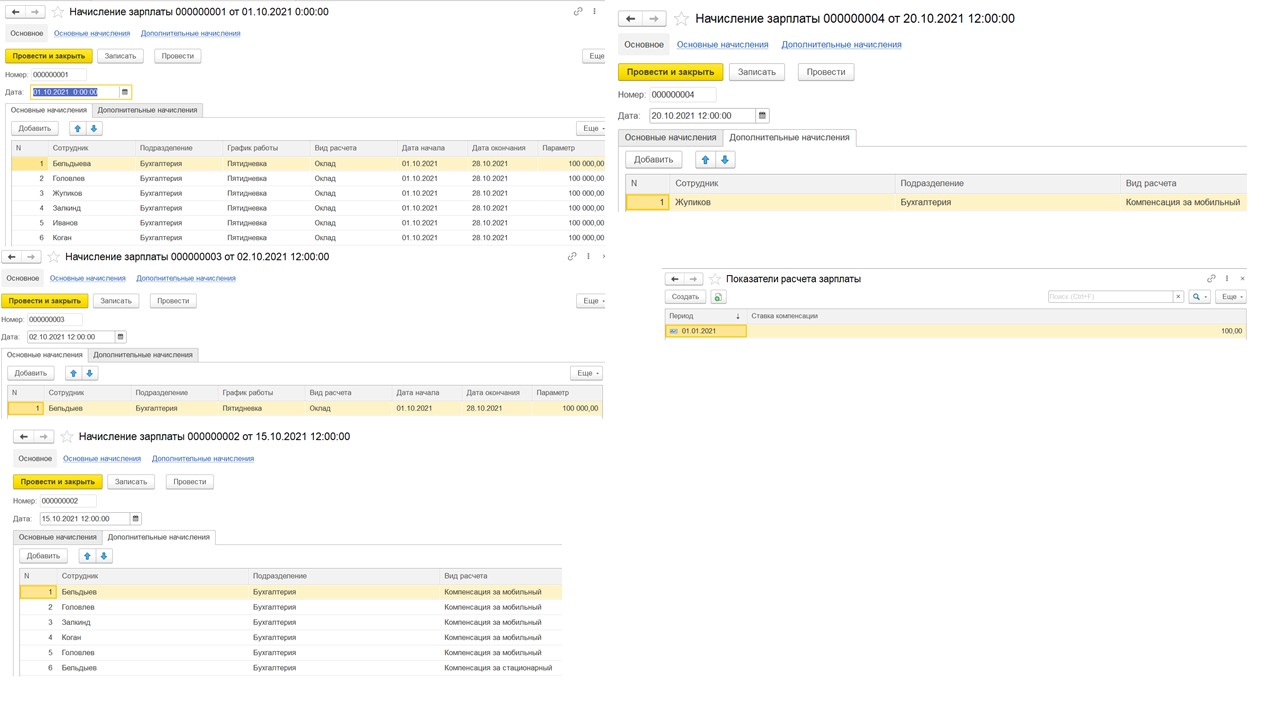 Начисление зарплаты 000000001 от 01.10.2021 0:00:00
Основное Основные начисления Дополнительные начисления
Провести и закрыть Записать Провести Еще
Номер: 000000001
Дата: 01.10.2021 0:00:00
Основные начисления Дополнительные начисления
Добавить Еще
N Сотрудник Подразделение График работы Вид расчета Дата начала Дата окончания Параметр
1 Бельдыева Бухгалтерия Пятидневка Оклад 01.10.2021 28.10.2021 100 000,00
2 Головлев Бухгалтерия Пятидневка Оклад 01.10.2021 28.10.2021 100 000,00
3 Жупиков Бухгалтерия Пятидневка Оклад 01.10.2021 28.10.2021 100 000,00
4 Залкинд Бухгалтерия Пятидневка Оклад 01.10.2021 28.10.2021 100 000,00
5 Иванов Бухгалтерия Пятидневка Оклад 01.10.2021 28.10.2021 100 000,00
6 Коган Бухгалтерия Пятидневка Оклад 01.10.2021 28.10.2021 100 000,00
Начисление зарплаты 000000003 от 02.10.2021 12:00:00
Основное Основные начисления Дополнительные начисления
Провести и закрыть Записать Провести Еще
Номер: 000000003
Дата: 02.10.2021 12:00:00
Основные начисления Дополнительные начисления
Добавить Еще
N Сотрудник Подразделение График работы Вид расчета Дата начала Дата окончания Параметр
1 Бельдыев Бухгалтерия Пятидневка Оклад 01.10.2021 28.10.2021 100 000,00
Начисление зарплаты 000000002 от 15.10.2021 12:00:00
Основное Основные начисления Дополнительные начисления
Провести и закрыть Записать Провести
Номер: 000000002
Дата: 15.10.2021 12:00:00
Основные начисления Дополнительные начисления
Добавить
N Сотрудник Подразделение Вид расчета
1 Бельдыев Бухгалтерия Компенсация за мобильный
2 Головлев Бухгалтерия Компенсация за мобильный
3 Залкинд Бухгалтерия Компенсация за мобильный
4 Коган Бухгалтерия Компенсация за мобильный
5 Головлев Бухгалтерия Компенсация за мобильный
6 Бельдыев Бухгалтерия Компенсация за стационарный
Начисление зарплаты 000000004 от 20.10.2021 12:00:00
Основное Основные начисления Дополнительные начисления
Провести и закрыть Записать Провести
Номер: 000000004
Дата: 20.10.2021 12:00:00
Основные начисления Дополнительные начисления
Добавить
N Сотрудник Подразделение Вид расчета
1 Жупиков Бухгалтерия Компенсация за мобильный
Показатели расчета зарплаты
Создать Поиск (Ctrl+F) Еще
Период Ставка компенсации
01.01.2021 100,00